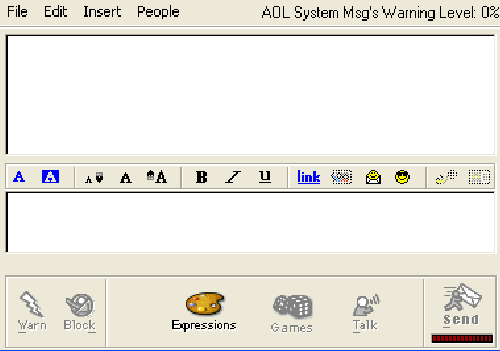 File Edit Insert People AOL System Msg's Warning Level: 0%
A A A A A B I U link
Warn Block Expressions Games Talk Send